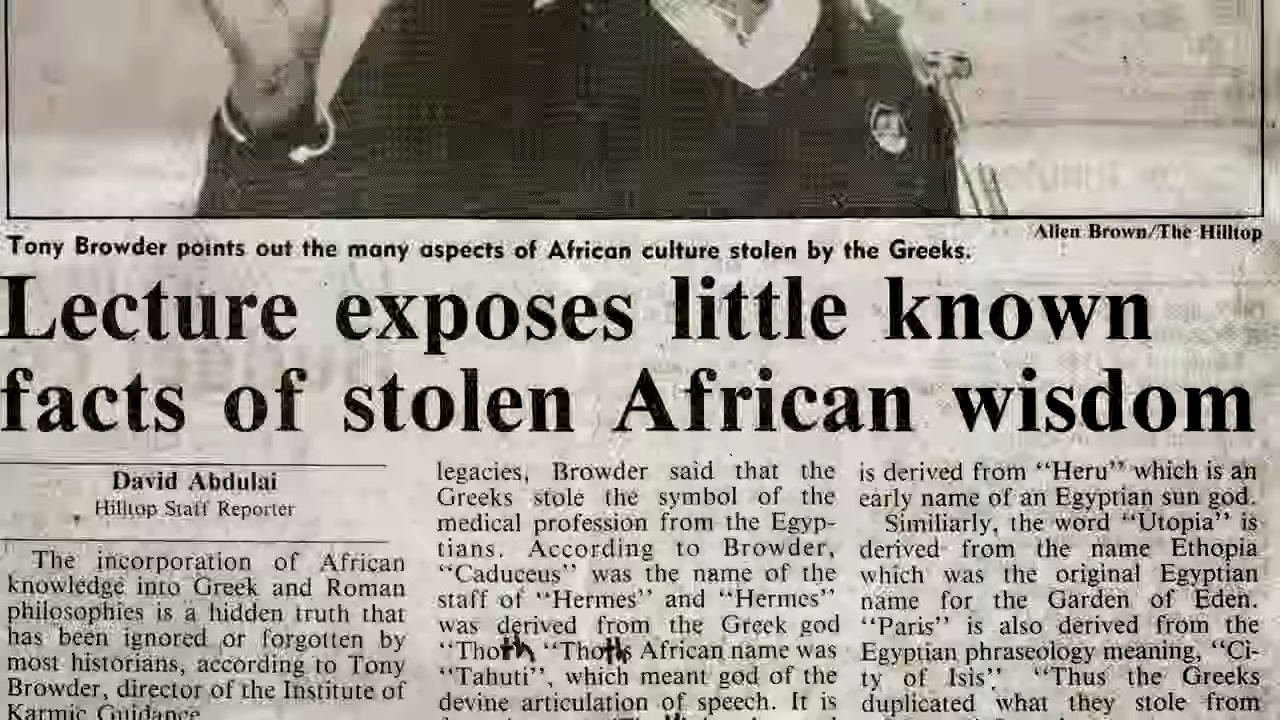 Allen Brown/The Hilltop
Tony Browder points out the many aspects of African culture stolen by the Greeks.
Lecture exposes little known
facts of stolen African wisdom
David Abdulai
Hilltop Staff Reporter
The incorporation of African
knowledge into Greek and Roman
philosophies is a hidden truth that
has been ignored or forgotten by
most historians, according to Tony
Browder, director of the Institute of
Karmic Guidance
legacies, Browder said that the
Greeks stole the symbol of the
medical profession from the Egyp-
tians. According to Browder,
"Caduceus" was the name of the
staff of "Hermes" and "Hermes"
was derived from the Greek god
"Thoth "Thoths African name was
"Tahuti", which meant god of the
devine articulation of speech. It is
is derived from "Heru" which is an
early name of an Egyptian sun god.
Similiarly, the word "Utopia" is
derived from the name Ethopia
which was the original Egyptian
name for the Garden of Eden.
"Paris" is also derived from the
Egyptian phraseology meaning, "Ci-
ty of Isis" "Thus the Greeks
duplicated what they stole from